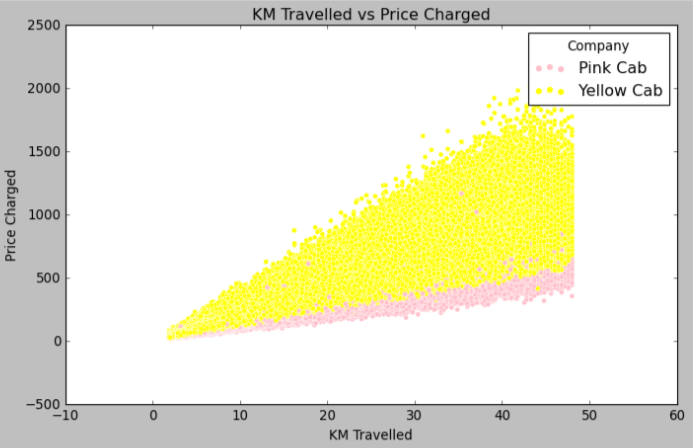 KM Travelled vs Price Charged
2500
2000
1500
1000
500
0
−500
Price Charged
Company
Pink Cab
Yellow Cab
−10
0
10
20
30
40
50
60
KM Travelled